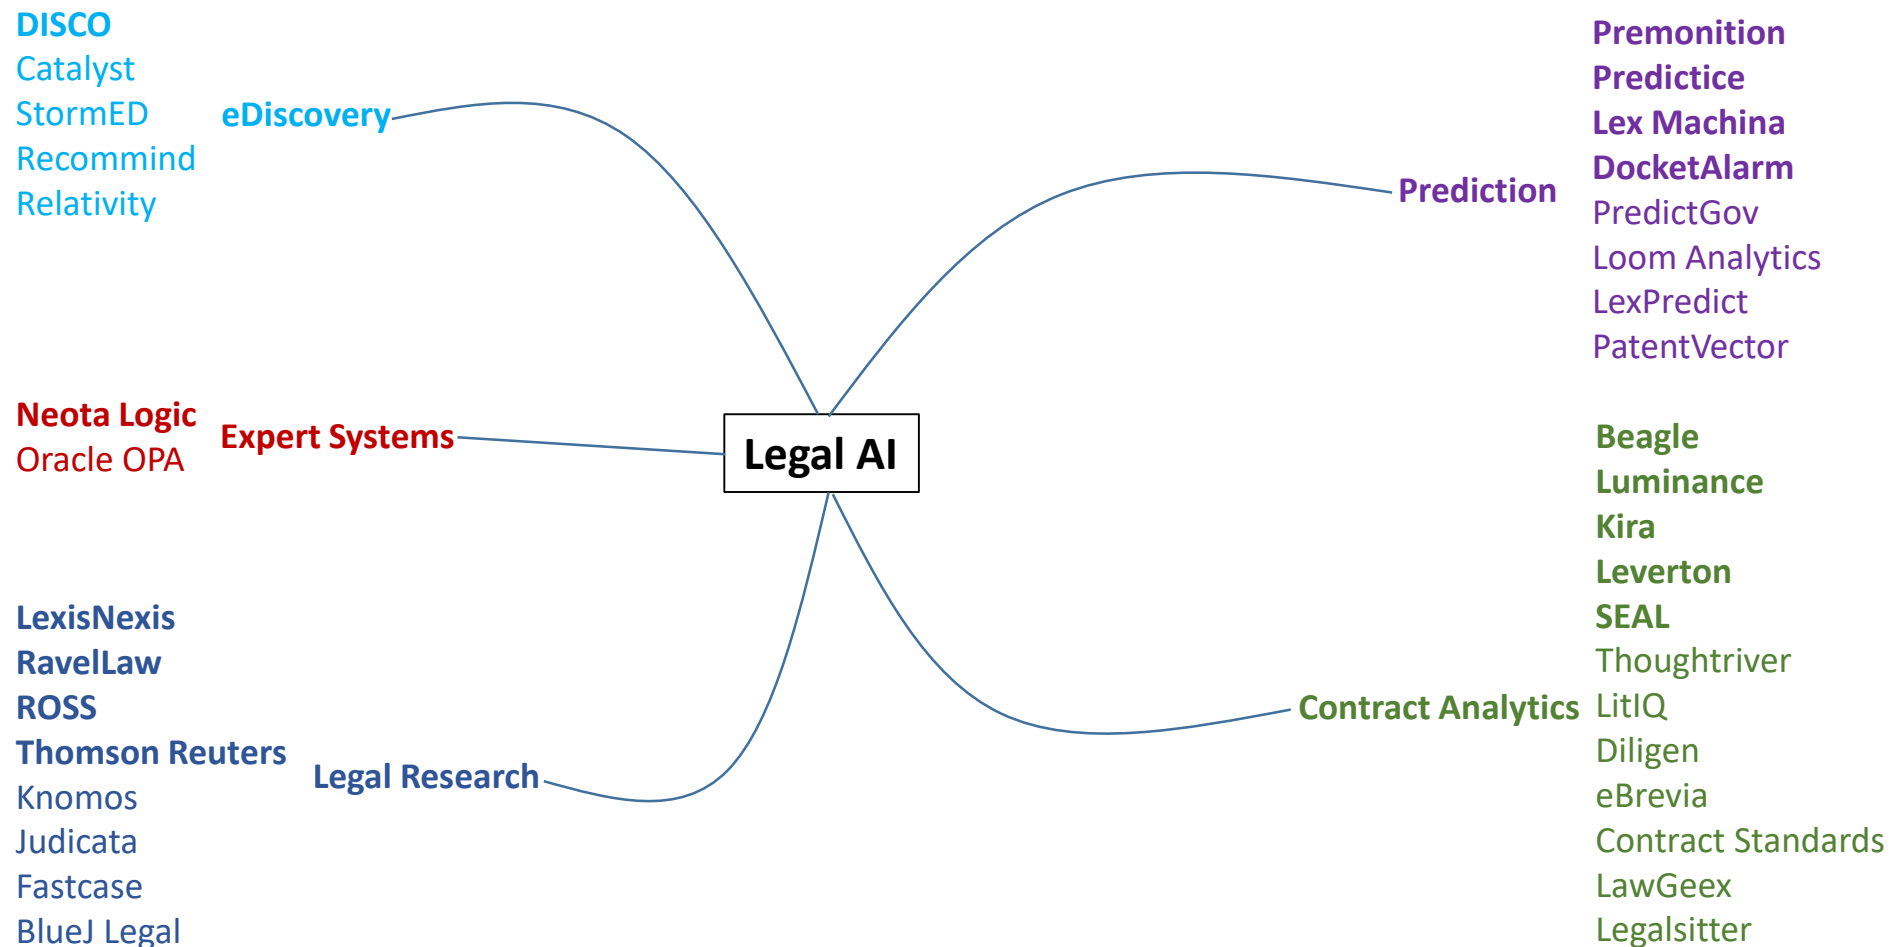 DISCO
Catalyst
StormED
Recommind
Relativity
eDiscovery
Neota Logic
Oracle OPA
Expert Systems
LexisNexis
RavelLaw
ROSS
Thomson Reuters
Knomos
Judicata
Fastcase
BlueJ Legal
Legal Research
Legal AI
Prediction
Premonition
Predictice
Lex Machina
DocketAlarm
PredictGov
Loom Analytics
LexPredict
PatentVector
Contract Analytics
Beagle
Luminance
Kira
Leverton
SEAL
Thoughtriver
LitIQ
Diligen
eBrevia
Contract Standards
LawGeex
Legalsitter